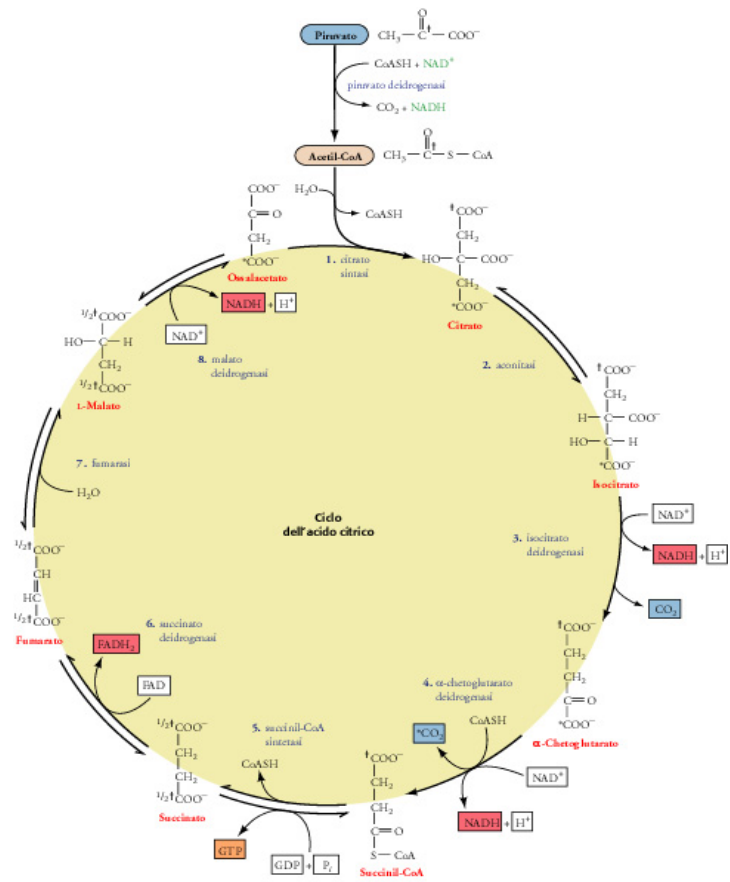 O
Piruvato
CH₃—C†—COO⁻
CoASH + NAD⁺
piruvato deidrogenasi
CO₂ + NADH
O
Acetil-CoA
CH₃—C†—S—CoA
H₂O
CoASH
COO⁻
C=O
CH₂
*COO⁻
Ossalacetato
1. citrato
sintasi
†COO⁻
CH₂
HO—C—COO⁻
CH₂
*COO⁻
Citrato
NADH + H⁺
NAD⁺
8. malato
deidrogenasi
2. aconitasi
1/2†COO⁻
HO—C—H
CH₂
1/2†COO⁻
L-Malato
†COO⁻
CH₂
H—C—COO⁻
HO—C—H
*COO⁻
Isocitrato
7. fumarasi
H₂O
Ciclo
dell'acido citrico
3. isocitrato
deidrogenasi
NAD⁺
NADH + H⁺
CO₂
1/2†COO⁻
CH
HC
1/2†COO⁻
Fumarato
6. succinato
deidrogenasi
FADH₂
FAD
†COO⁻
CH₂
CH₂
C=O
*COO⁻
α-Chetoglutarato
4. α-chetoglutarato
deidrogenasi
CoASH
*CO₂
NAD⁺
NADH + H⁺
1/2†COO⁻
CH₂
CH₂
1/2†COO⁻
Succinato
5. succinil-CoA
sintetasi
CoASH
GTP
GDP + Pᵢ
†COO⁻
CH₂
CH₂
C=O
S—CoA
Succinil-CoA